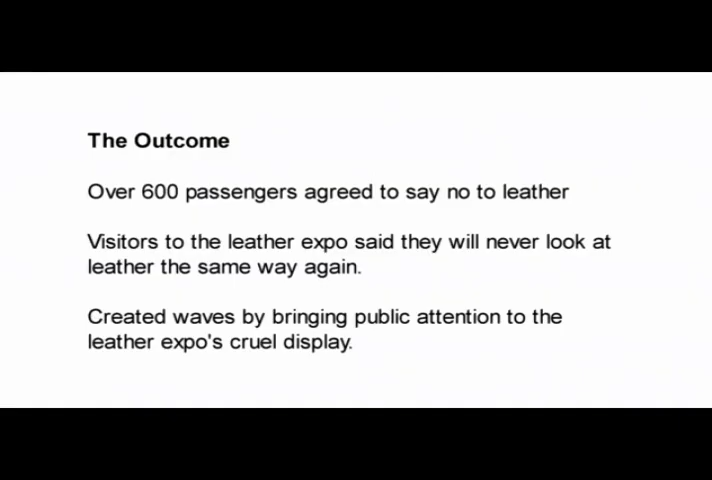 The Outcome
Over 600 passengers agreed to say no to leather
Visitors to the leather expo said they will never look at
leather the same way again.
Created waves by bringing public attention to the
leather expo's cruel display.